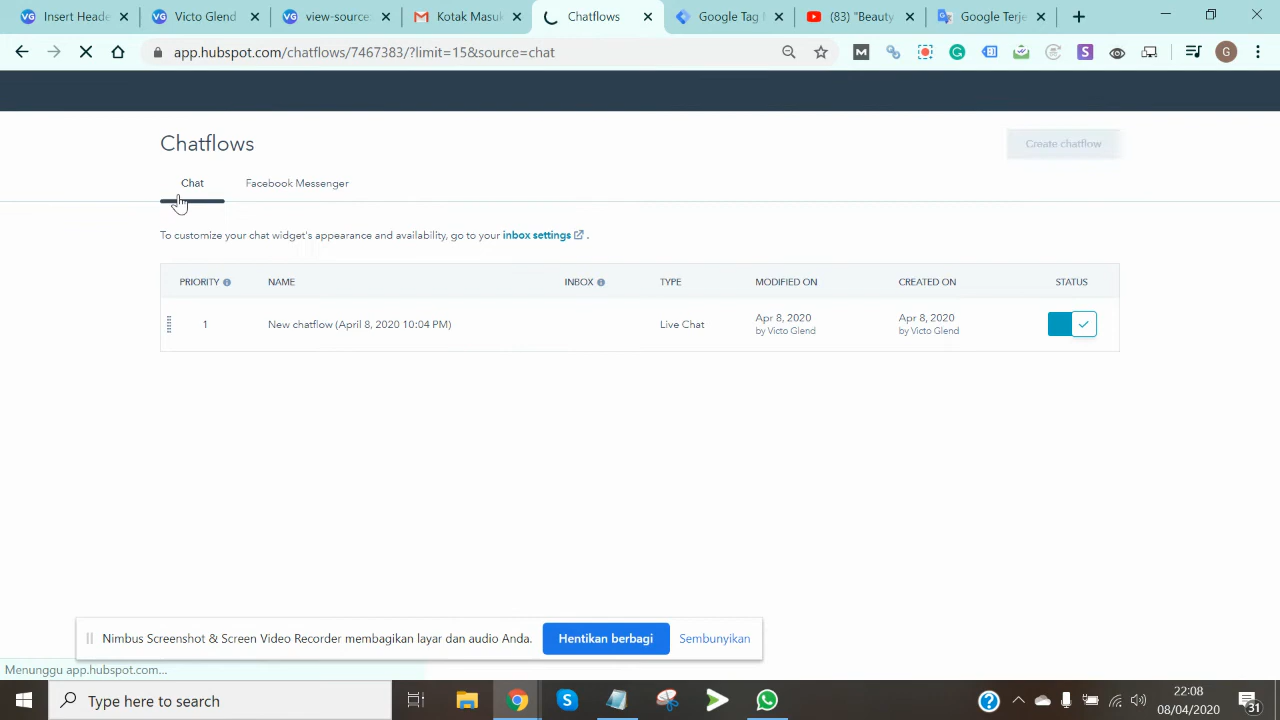 Insert Heade
Victo Glend
view-source:
Kotak Masuk
Chatflows
Google Tag M
(83) "Beauty
Google Terje
app.hubspot.com/chatflows/7467383/?limit=15&source=chat
Chatflows
Create chatflow
Chat
Facebook Messenger
To customize your chat widget's appearance and availability, go to your inbox settings .
PRIORITY NAME INBOX TYPE MODIFIED ON CREATED ON STATUS
1 New chatflow (April 8, 2020 10:04 PM) Live Chat Apr 8, 2020 Apr 8, 2020
by Victo Glend by Victo Glend
Nimbus Screenshot & Screen Video Recorder membagikan layar dan audio Anda. Hentikan berbagi Sembunyikan
Menunggu app.hubspot.com...
Type here to search
22:08
08/04/2020
31